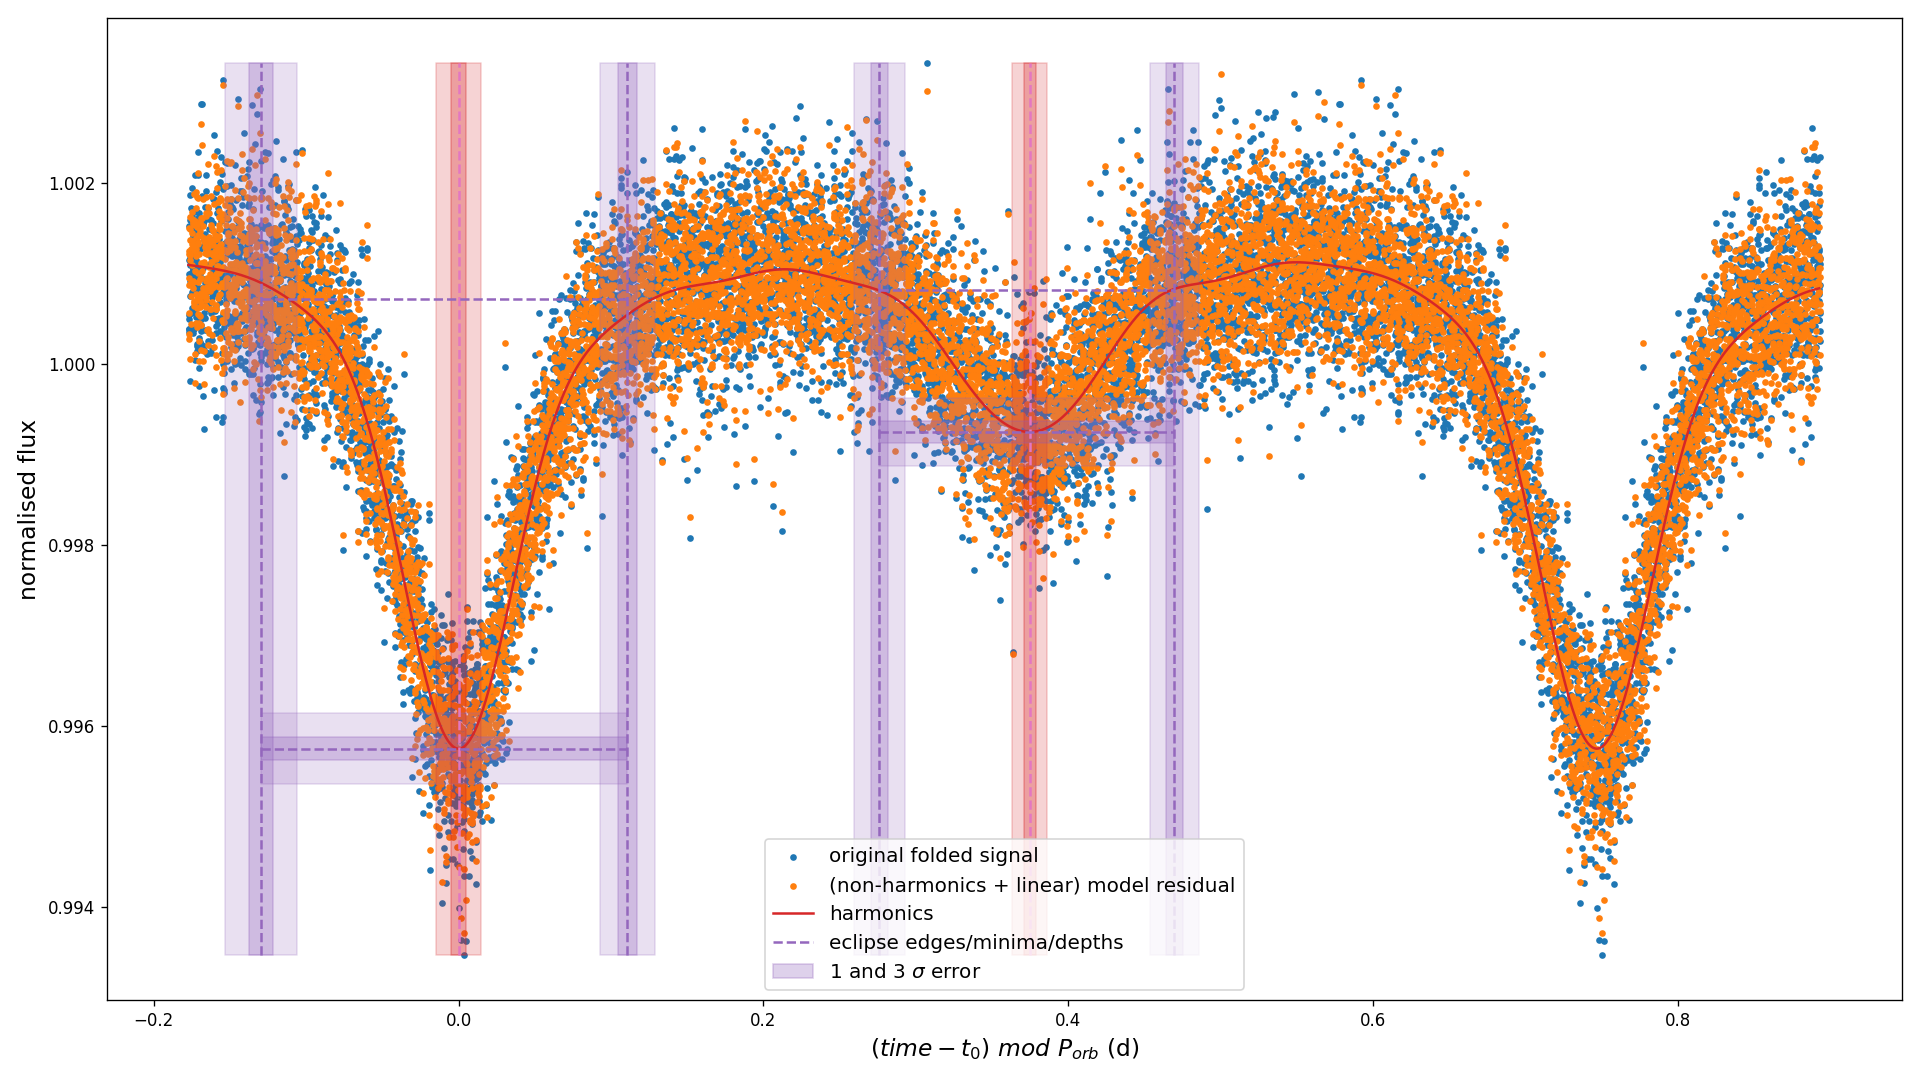 normalised flux
1.002
1.000
0.998
0.996
0.994
original folded signal
(non-harmonics + linear) model residual
harmonics
eclipse edges/minima/depths
1 and 3 σ error
−0.2
0.0
0.2
0.4
0.6
0.8
(time − t₀) mod Pₒᵣb (d)